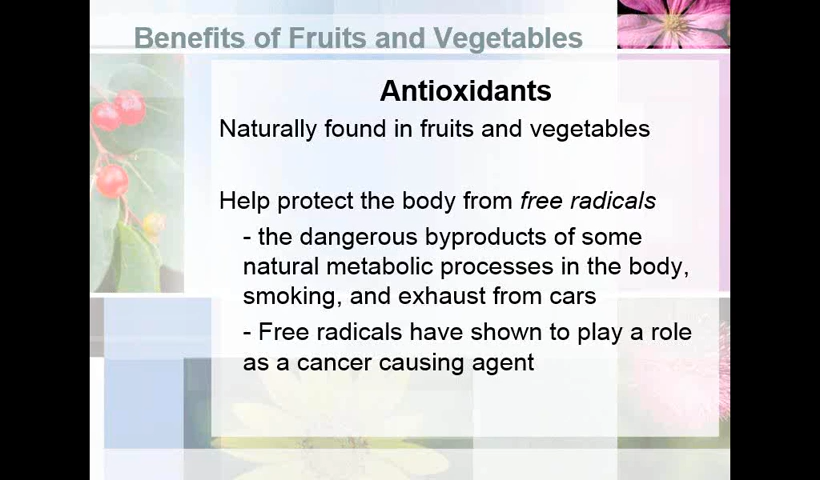 Benefits of Fruits and Vegetables
Antioxidants
Naturally found in fruits and vegetables
Help protect the body from free radicals
- the dangerous byproducts of some
natural metabolic processes in the body,
smoking, and exhaust from cars
- Free radicals have shown to play a role
as a cancer causing agent